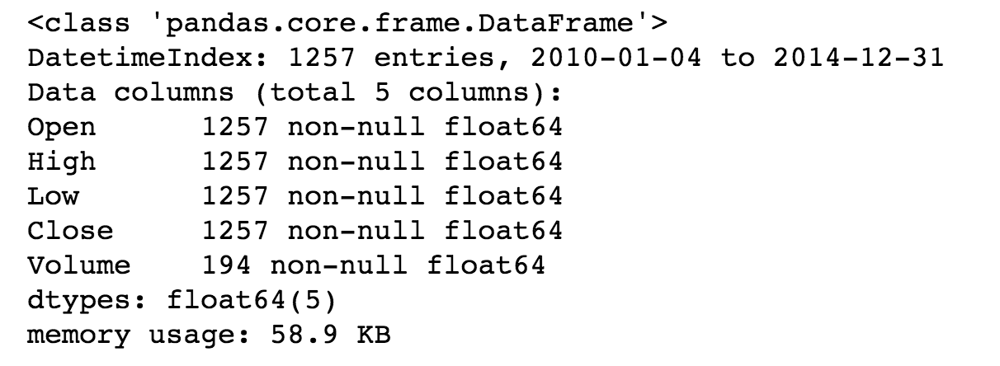 <class 'pandas.core.frame.DataFrame'>
DatetimeIndex: 1257 entries, 2010-01-04 to 2014-12-31
Data columns (total 5 columns):
Open      1257 non-null float64
High      1257 non-null float64
Low       1257 non-null float64
Close     1257 non-null float64
Volume    194 non-null float64
dtypes: float64(5)
memory usage: 58.9 KB